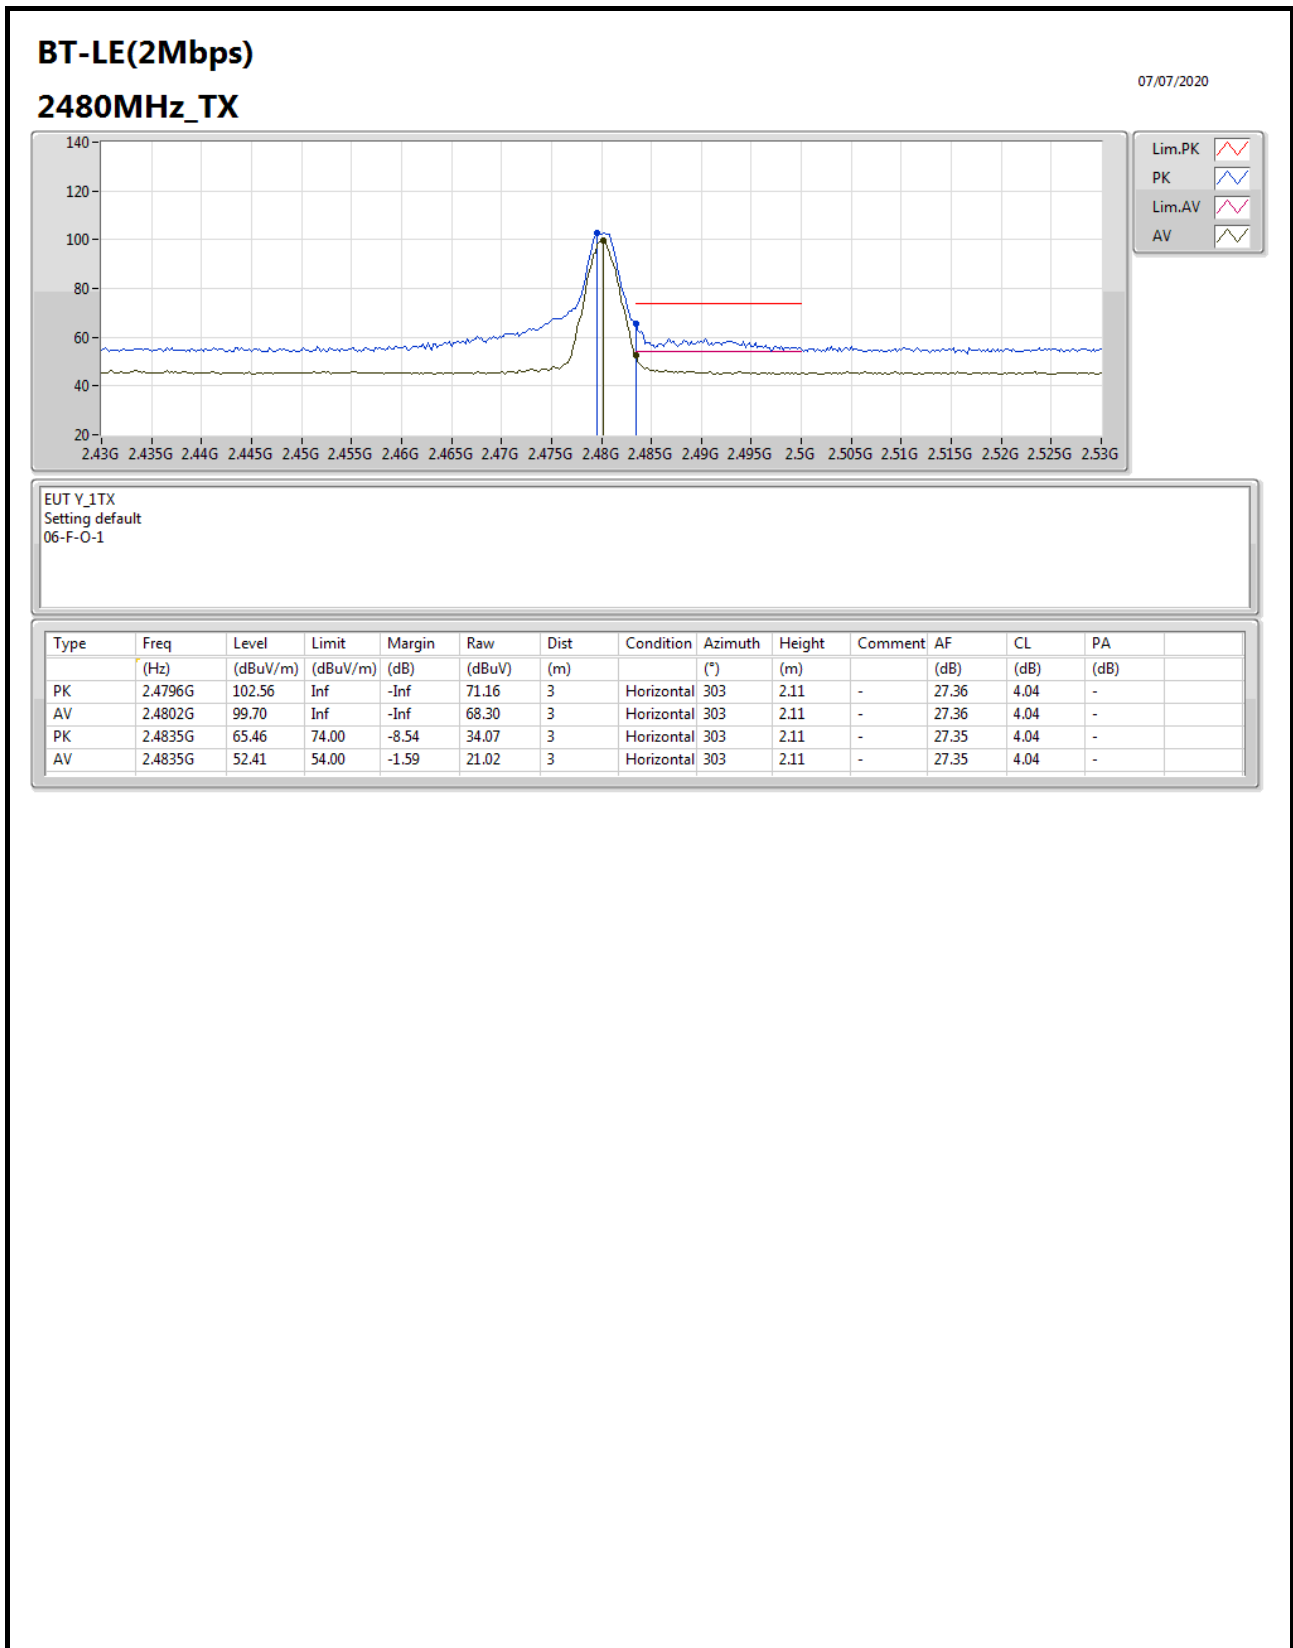 BT-LE(2Mbps)
07/07/2020
2480MHz_TX
140
120
100
80
60
40
20
2.43G 2.435G 2.44G 2.445G 2.45G 2.455G 2.46G 2.465G 2.47G 2.475G 2.48G 2.485G 2.49G 2.495G 2.5G 2.505G 2.51G 2.515G 2.52G 2.525G 2.53G
Lim.PK
PK
Lim.AV
AV
EUT Y_1TX
Setting default
06-F-O-1
Type Freq Level Limit Margin Raw Dist Condition Azimuth Height Comment AF CL PA
(Hz) (dBuV/m) (dBuV/m) (dB) (dBuV) (m) (°) (m) (dB) (dB) (dB)
PK 2.4796G 102.56 Inf -Inf 71.16 3 Horizontal 303 2.11 - 27.36 4.04 -
AV 2.4802G 99.70 Inf -Inf 68.30 3 Horizontal 303 2.11 - 27.36 4.04 -
PK 2.4835G 65.46 74.00 -8.54 34.07 3 Horizontal 303 2.11 - 27.35 4.04 -
AV 2.4835G 52.41 54.00 -1.59 21.02 3 Horizontal 303 2.11 - 27.35 4.04 -